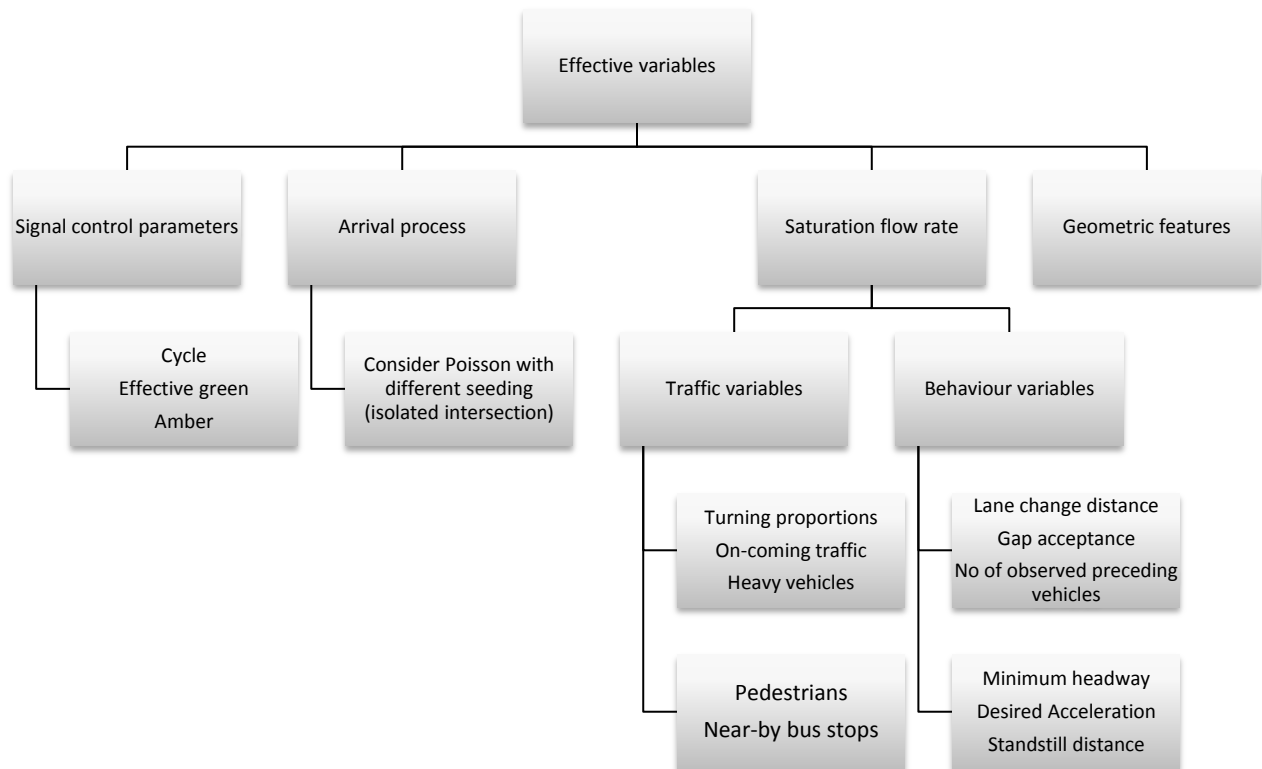 Effective variables
Signal control parameters
Arrival process
Saturation flow rate
Geometric features
Cycle
Effective green
Amber
Consider Poisson with
different seeding
(isolated intersection)
Traffic variables
Behaviour variables
Turning proportions
On-coming traffic
Heavy vehicles
Lane change distance
Gap acceptance
No of observed preceding
vehicles
Pedestrians
Near-by bus stops
Minimum headway
Desired Acceleration
Standstill distance